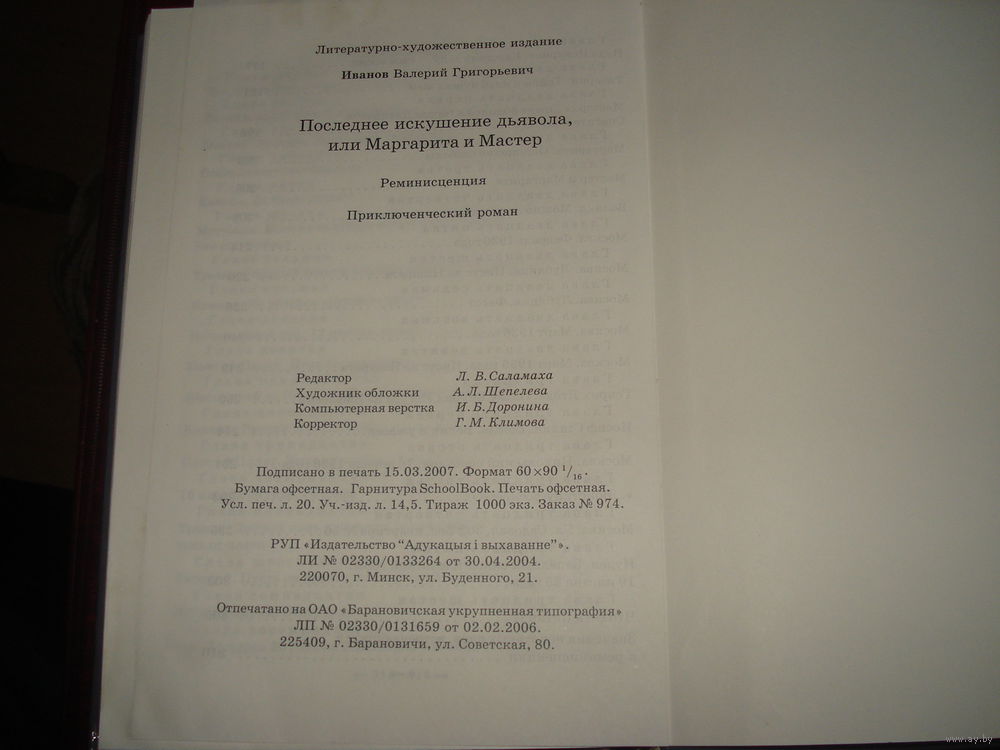 Литературно-художественное издание
Иванов Валерий Григорьевич
Последнее искушение дьявола,
или Маргарита и Мастер
Реминисценция
Приключенческий роман
Редактор Л. В. Саламаха
Художник обложки А. Л. Шепелева
Компьютерная верстка И. Б. Доронина
Корректор Г. М. Климова
Подписано в печать 15.03.2007. Формат 60×90 1/16.
Бумага офсетная. Гарнитура SchoolBook. Печать офсетная.
Усл. печ. л. 20. Уч.-изд. л. 14,5. Тираж 1000 экз. Заказ № 974.
РУП «Издательство “Адукацыя і выхаванне”».
ЛИ № 02330/0133264 от 30.04.2004.
220070, г. Минск, ул. Буденного, 21.
Отпечатано на ОАО «Барановичская укрупненная типография»
ЛП № 02330/0131659 от 02.02.2006.
225409, г. Барановичи, ул. Советская, 80.
www.ay.by